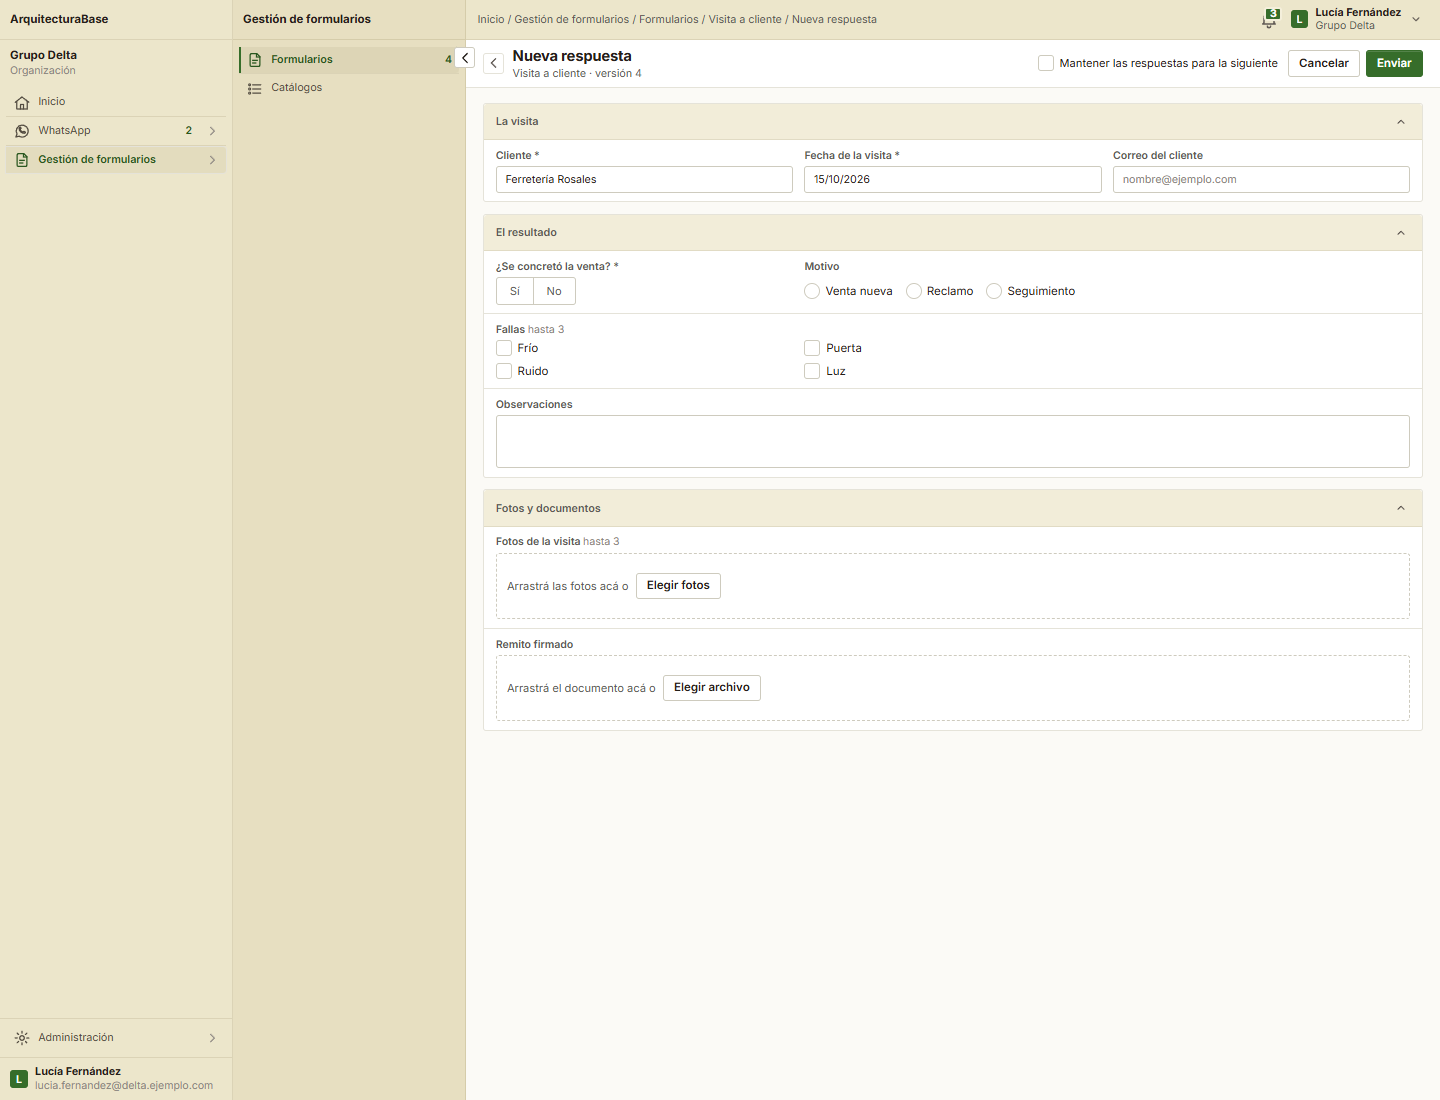 ArquitecturaBase
Grupo Delta
Organización
Inicio
WhatsApp 2
Gestión de formularios
Administración
L
Lucía Fernández
lucia.fernandez@delta.ejemplo.com
Gestión de formularios
Formularios 4
Catálogos
Inicio / Gestión de formularios / Formularios / Visita a cliente / Nueva respuesta
3
L
Lucía Fernández
Grupo Delta
Nueva respuesta
Visita a cliente · versión 4
Mantener las respuestas para la siguiente
Cancelar
Enviar
La visita
Cliente *
Ferretería Rosales
Fecha de la visita *
15/10/2026
Correo del cliente
nombre@ejemplo.com
El resultado
¿Se concretó la venta? *
Sí No
Motivo
Venta nueva Reclamo Seguimiento
Fallas hasta 3
Frío Puerta
Ruido Luz
Observaciones
Fotos y documentos
Fotos de la visita hasta 3
Arrastrá las fotos acá o Elegir fotos
Remito firmado
Arrastrá el documento acá o Elegir archivo